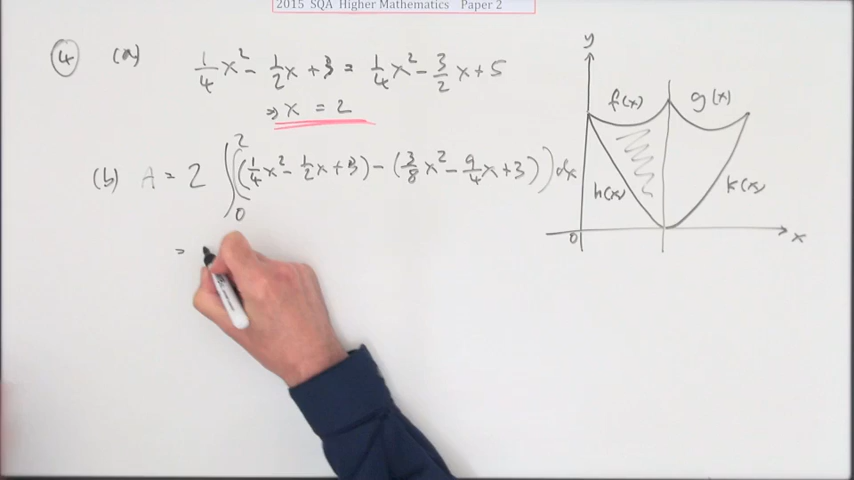 2015 SQA Higher Mathematics Paper 2
④ (a) 1/4 x² - 1/2 x + 3 = 1/4 x² - 3/2 x + 5
⇒ x = 2
(b) A = 2 ∫₀² ((1/4 x² - 1/2 x + 3) - (3/8 x² - 9/4 x + 3)) dx
=
y
f(x) g(x)
h(x) k(x)
0 x